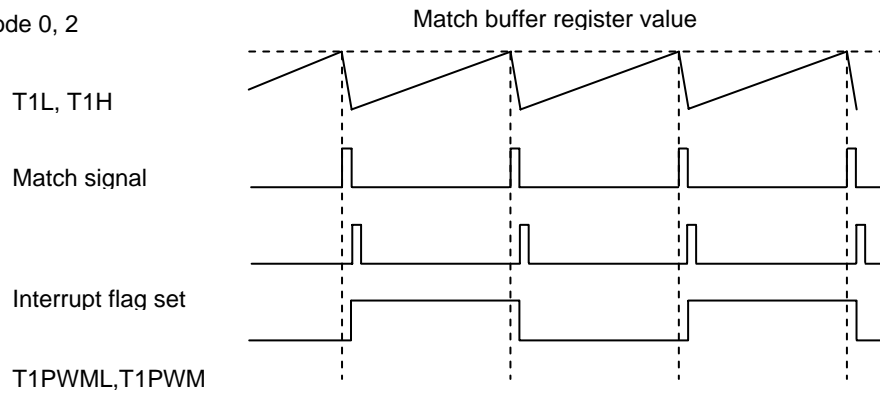 ode 0, 2
Match buffer register value
T1L, T1H
Match signal
Interrupt flag set
T1PWML,T1PWM